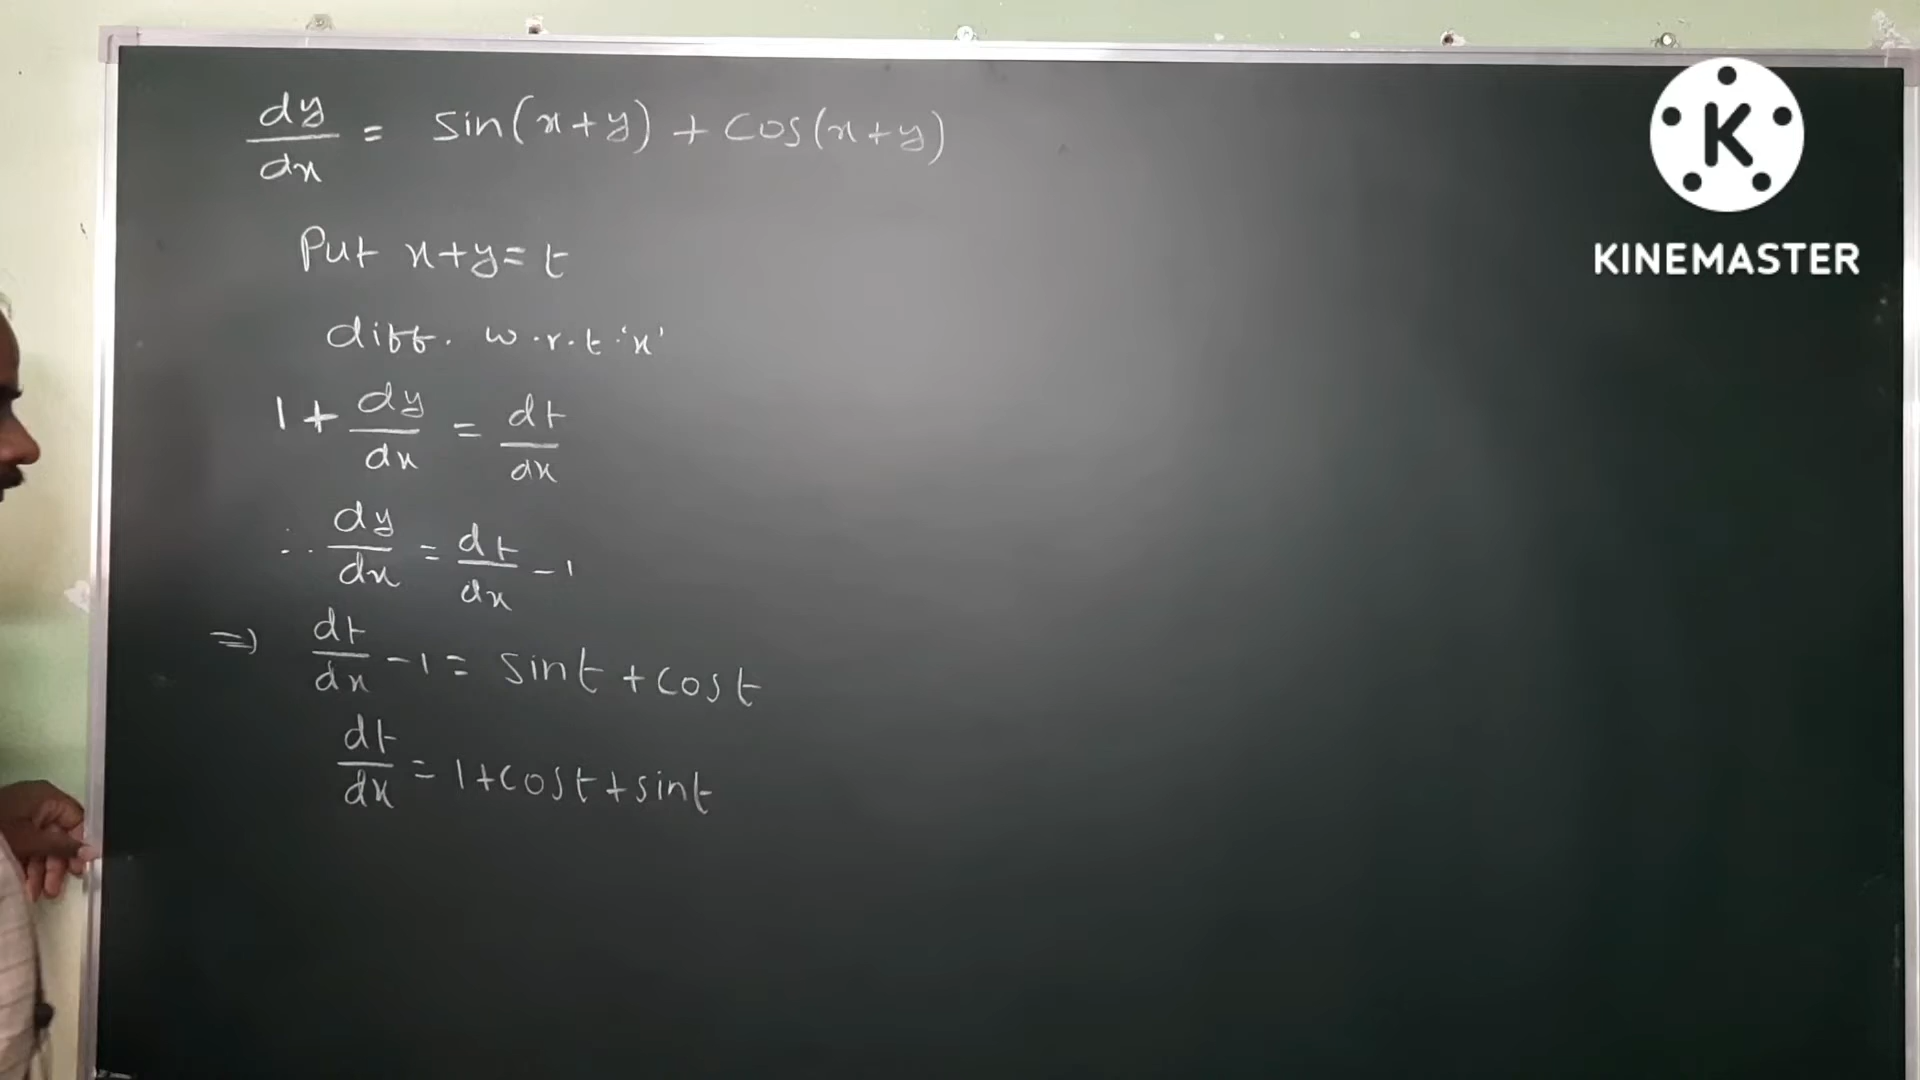 dy/dx = sin(x+y) + cos(x+y)
Put x+y = t
diff. w.r.t 'x'
1 + dy/dx = dt/dx
∴ dy/dx = dt/dx - 1
⇒ dt/dx - 1 = sint + cost
dt/dx = 1+cost+sint
K
KINEMASTER